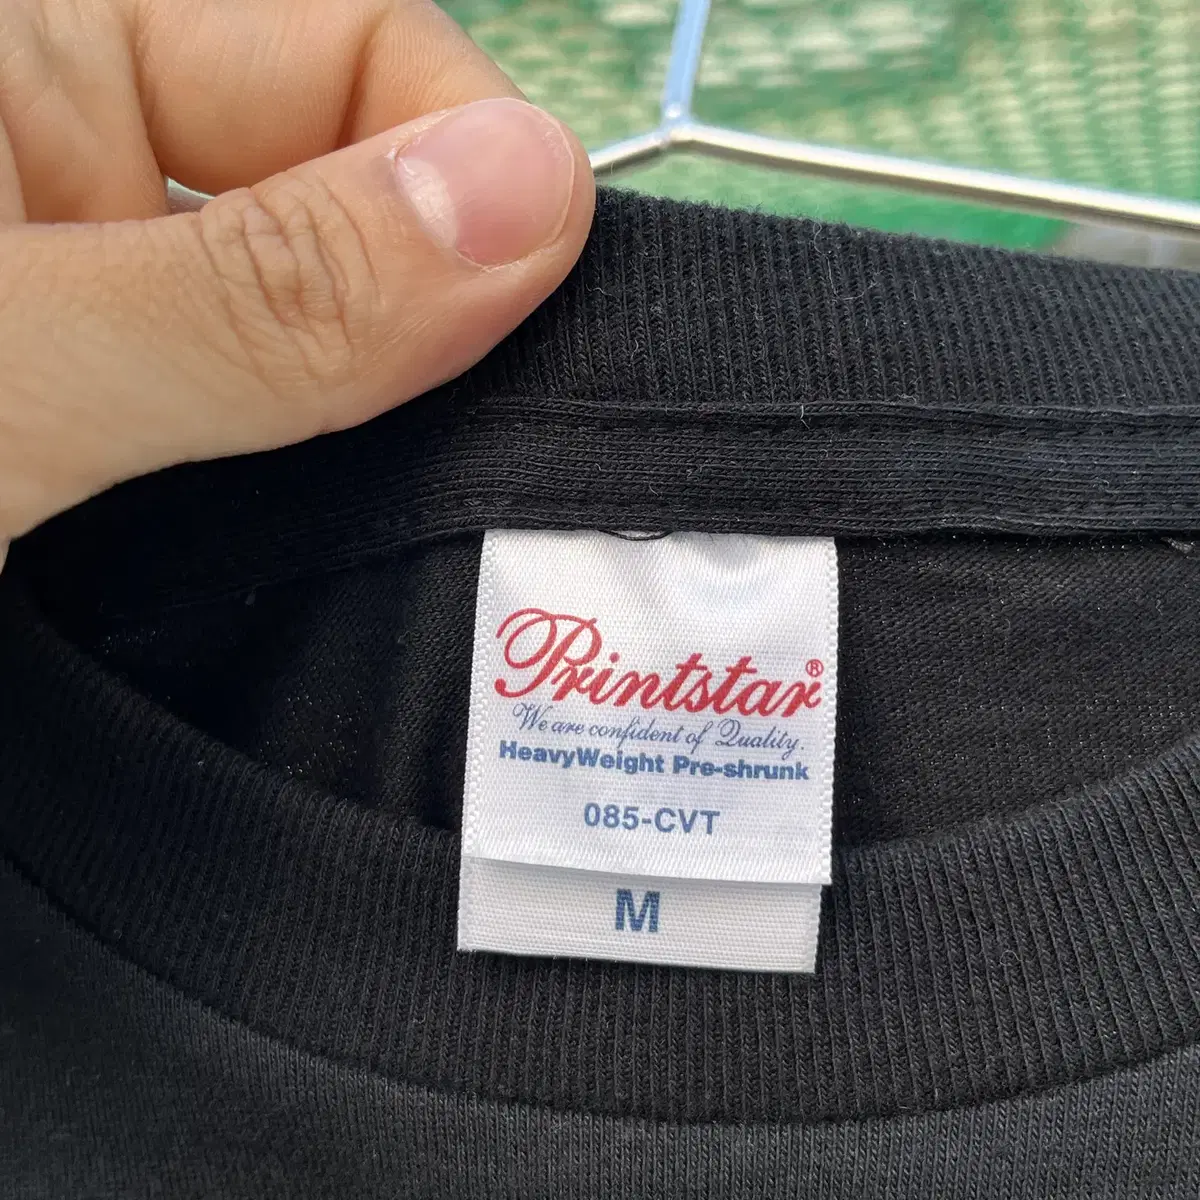 Printstar®
We are confident of Quality.
HeavyWeight Pre-shrunk
085-CVT
M